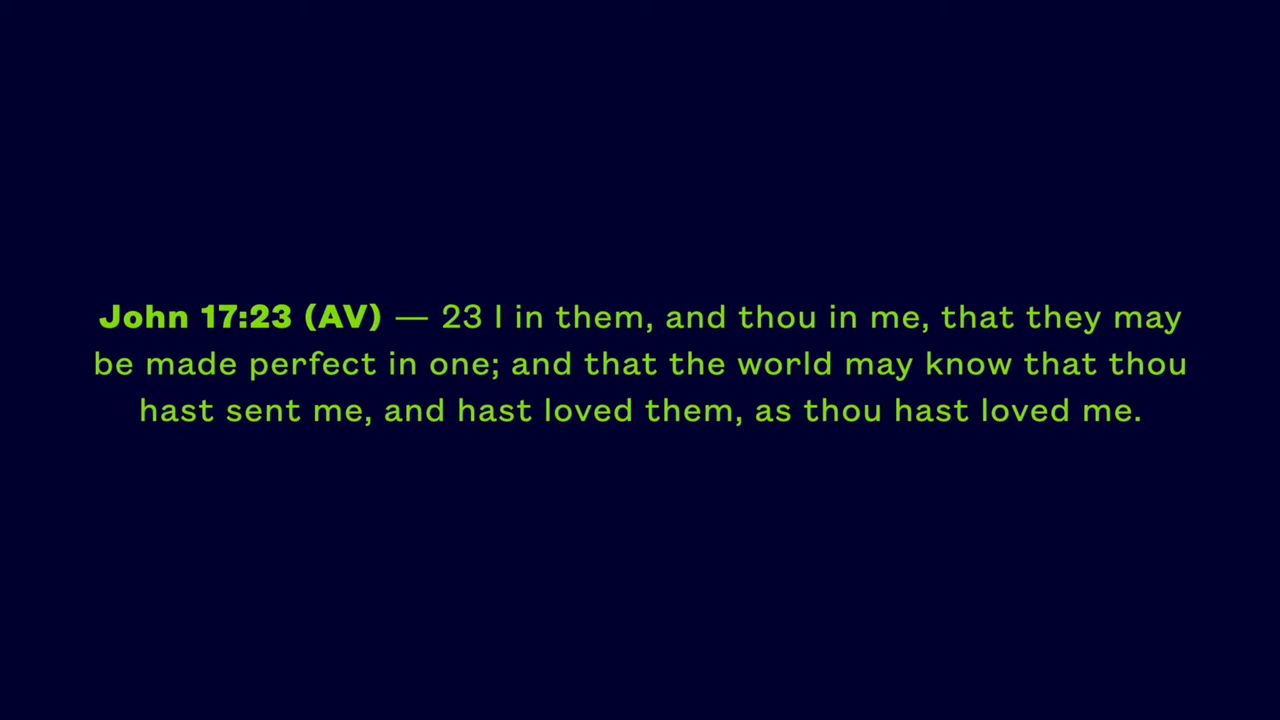 John 17:23 (AV) — 23 I in them, and thou in me, that they may
be made perfect in one; and that the world may know that thou
hast sent me, and hast loved them, as thou hast loved me.